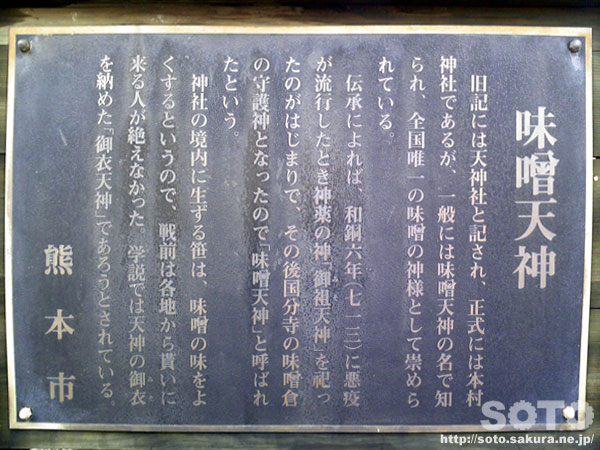 味噌天神
旧記には天神社と記され、正式には本村
神社であるが、一般には味噌天神の名で知
られ、全国唯一の味噌の神様として崇めら
れている。
伝承によれば、和銅六年(七一三)に悪疫
が流行したとき神薬の神「御祖天神」を祀っ
たのがはじまりで、その後国分寺の味噌倉
の守護神となったので「味噌天神」と呼ばれ
たという。
神社の境内に生ずる笹は、味噌の味をよ
くするというので、戦前は各地から貰いに
来る人が絶えなかった。学説では天神の御衣
を納めた「御衣天神」であろうとされている。
熊本市
SOTO
http://soto.sakura.ne.jp/